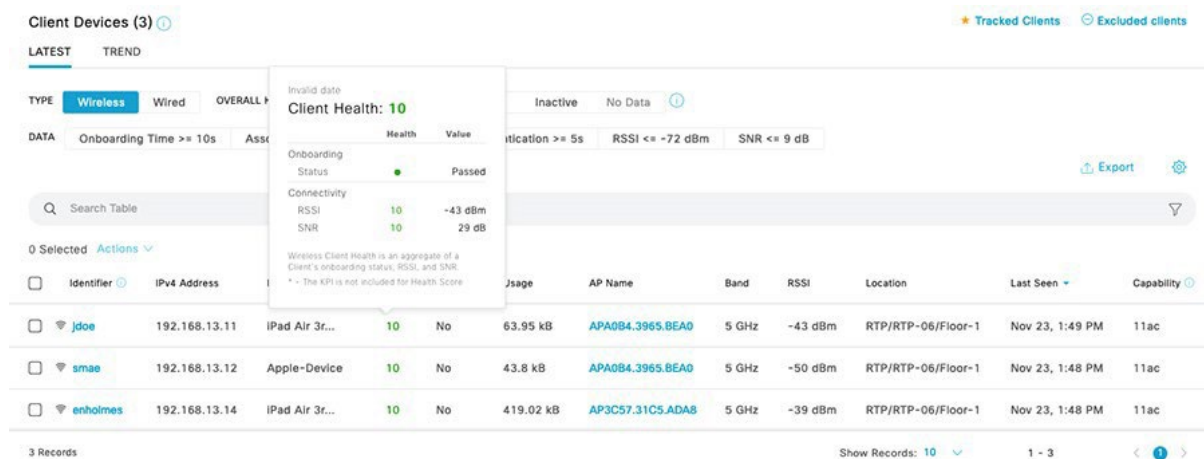 Client Devices (3)
★ Tracked Clients Excluded clients
LATEST TREND
Invalid date
Client Health: 10
TYPE Wireless Wired OVERALL Inactive No Data
Health Value
DATA Onboarding Time >= 10s >= 5s RSSI <= -72 dBm SNR <= 9 dB
Onboarding
Status Passed
Connectivity
RSSI 10 -43 dBm
SNR 10 29 dB
Export
Search Table
0 Selected Actions
Wireless Client Health is an aggregate of a
Client's onboarding status, RSSI, and SNR.
* - The KPI is not included for Health Score
Identifier IPv4 Address Usage AP Name Band RSSI Location Last Seen Capability
jdoe 192.168.13.11 iPad Air 3r... 10 No 63.95 kB APA0B4.3965.BEA0 5 GHz -43 dBm RTP/RTP-06/Floor-1 Nov 23, 1:49 PM 11ac
smae 192.168.13.12 Apple-Device 10 No 43.8 kB APA0B4.3965.BEA0 5 GHz -50 dBm RTP/RTP-06/Floor-1 Nov 23, 1:48 PM 11ac
enholmes 192.168.13.14 iPad Air 3r... 10 No 419.02 kB AP3C57.31C5.ADA8 5 GHz -39 dBm RTP/RTP-06/Floor-1 Nov 23, 1:48 PM 11ac
3 Records Show Records: 10 1 - 3 1